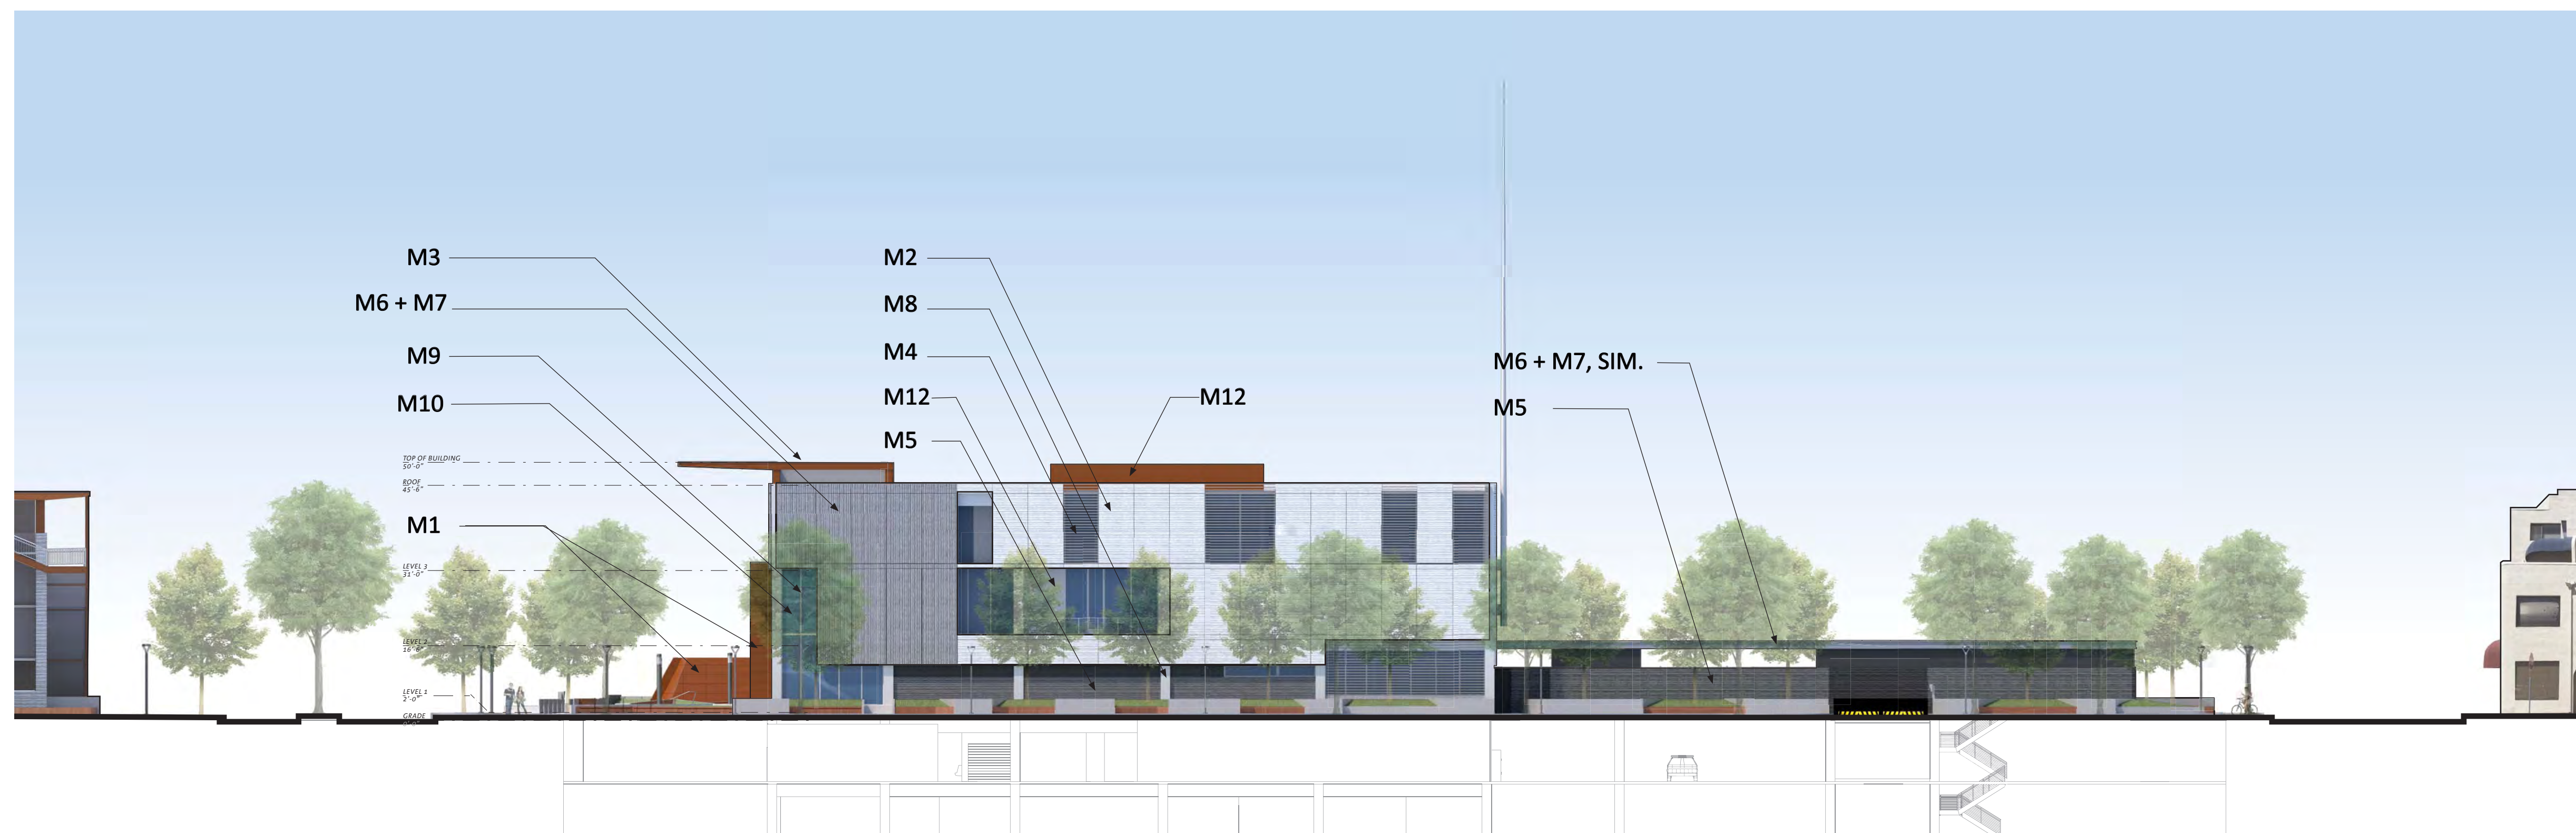 M3
M6 + M7
M9
M10
TOP OF BUILDING
50'-0"
ROOF
45'-6"
M1
LEVEL 3
31'-0"
LEVEL 2
16'-6"
LEVEL 1
2'-0"
GRADE
M2
M8
M4
M12
M5
M12
M6 + M7, SIM.
M5